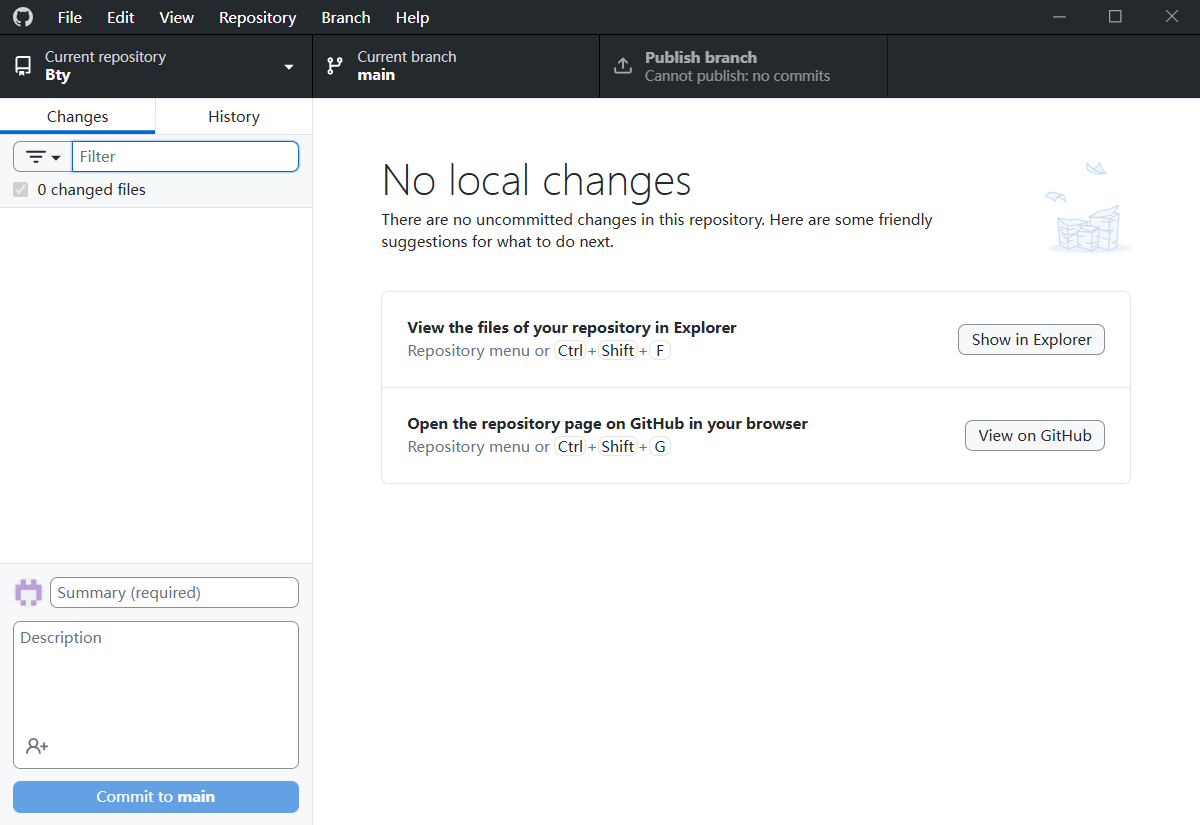 File Edit View Repository Branch Help
Current repository
Bty
Current branch
main
Publish branch
Cannot publish: no commits
Changes History
Filter
0 changed files
No local changes
There are no uncommitted changes in this repository. Here are some friendly
suggestions for what to do next.
View the files of your repository in Explorer
Repository menu or Ctrl + Shift + F
Show in Explorer
Open the repository page on GitHub in your browser
Repository menu or Ctrl + Shift + G
View on GitHub
Summary (required)
Description
Commit to main